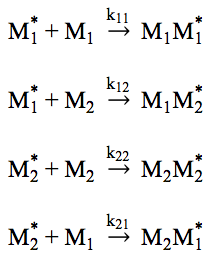 M₁* + M₁ →(k₁₁) M₁M₁*
M₁* + M₂ →(k₁₂) M₁M₂*
M₂* + M₂ →(k₂₂) M₂M₂*
M₂* + M₁ →(k₂₁) M₂M₁*